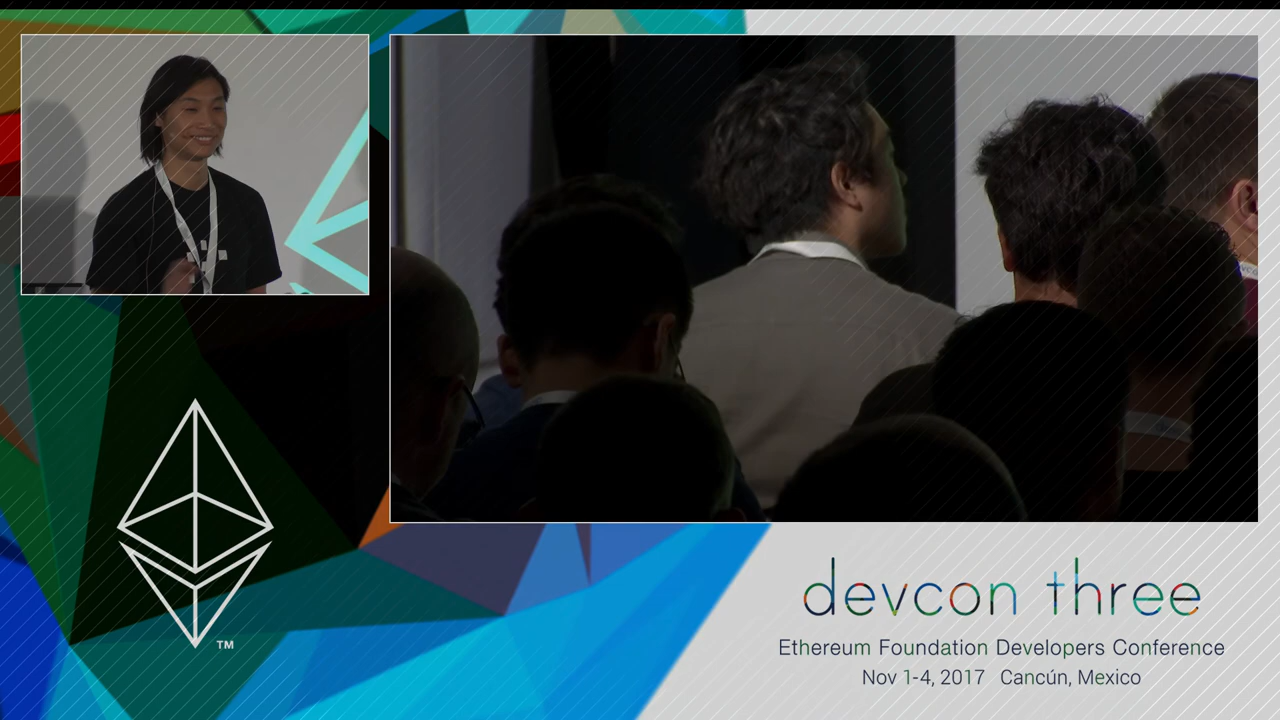 TM
devcon three
Ethereum Foundation Developers Conference
Nov 1-4, 2017 Cancún, Mexico